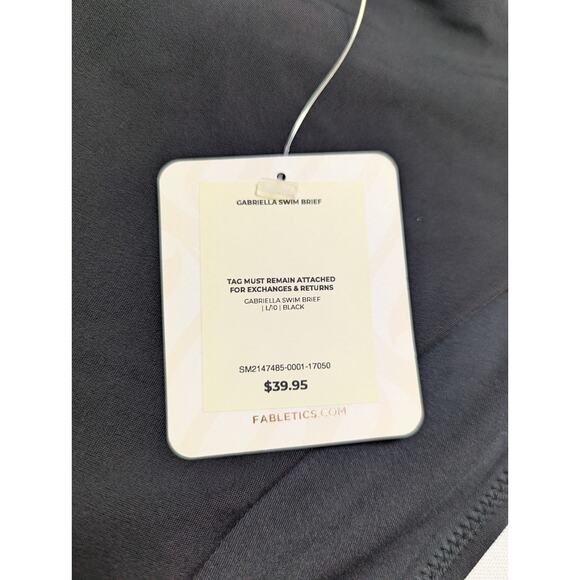 GABRIELLA SWIM BRIEF
TAG MUST REMAIN ATTACHED
FOR EXCHANGES & RETURNS
GABRIELLA SWIM BRIEF
| L/10 | BLACK
SM2147485-0001-17050
$39.95
FABLETICS.COM